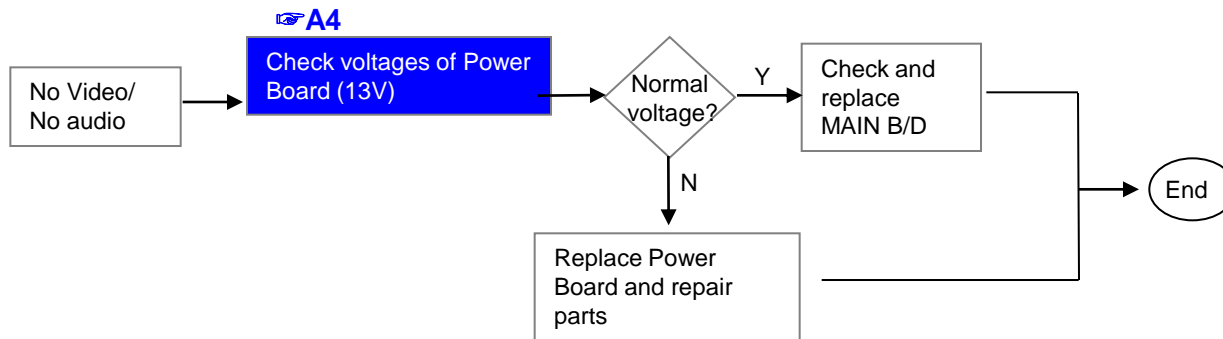 ☞A4
No Video/
No audio
Check voltages of Power
Board (13V)
Normal
voltage?
Y
Check and
replace
MAIN B/D
N
Replace Power
Board and repair
parts
End